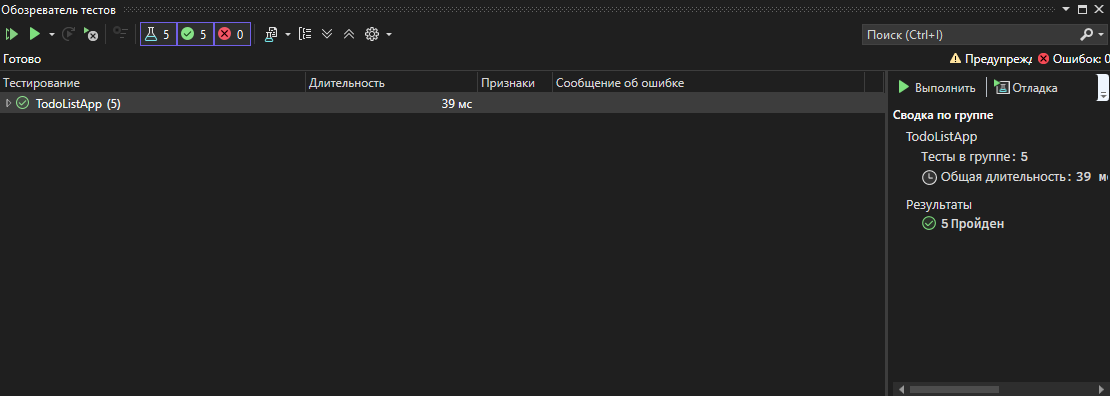 Обозреватель тестов
5 5 0
Поиск (Ctrl+I)
Готово
Предупрежд Ошибок: 0
Тестирование Длительность Признаки Сообщение об ошибке
TodoListApp (5) 39 мс
Выполнить Отладка
Сводка по группе
TodoListApp
Тесты в группе: 5
Общая длительность: 39 мс
Результаты
5 Пройден